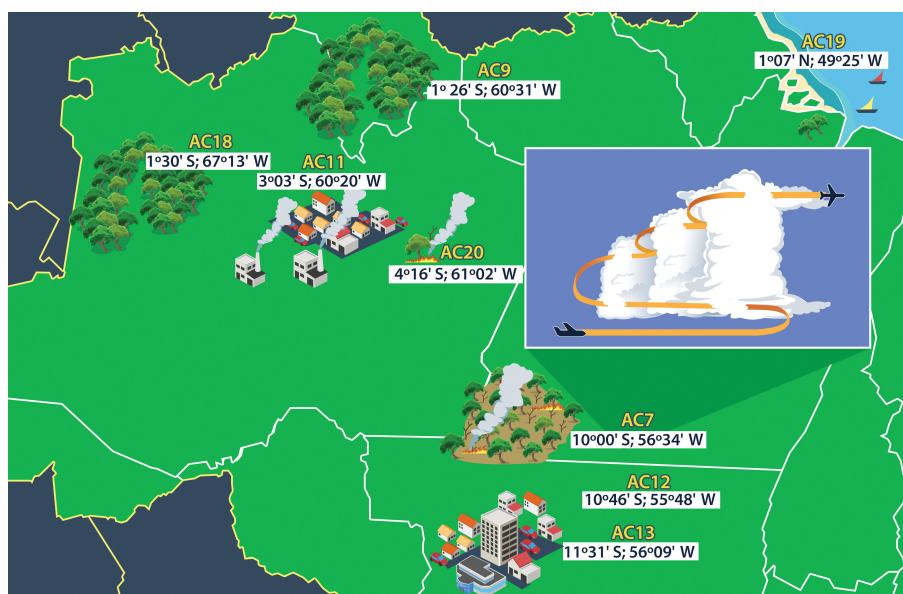 AC19
1º07' N; 49º25' W
AC9
1º 26' S; 60º31' W
AC18
1º30' S; 67º13' W
AC11
3º03' S; 60º20' W
AC20
4º16' S; 61º02' W
AC7
10º00' S; 56º34' W
AC12
10º46' S; 55º48' W
AC13
11º31' S; 56º09' W